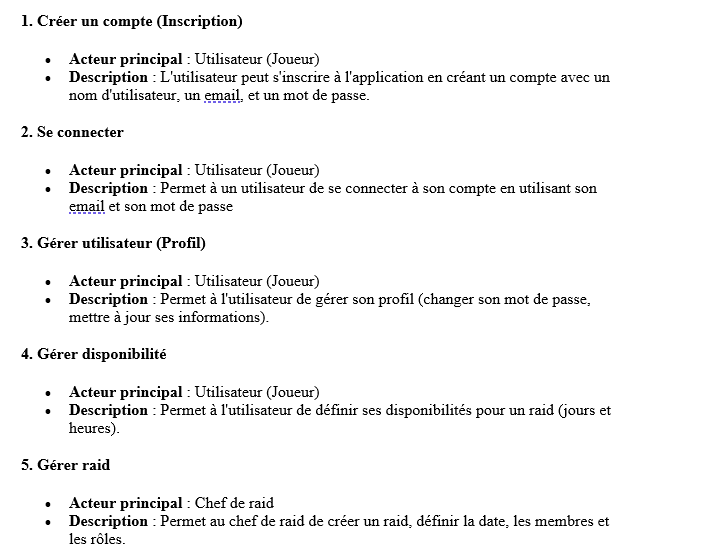 1. Créer un compte (Inscription)
• Acteur principal : Utilisateur (Joueur)
• Description : L'utilisateur peut s'inscrire à l'application en créant un compte avec un
nom d'utilisateur, un email, et un mot de passe.
2. Se connecter
• Acteur principal : Utilisateur (Joueur)
• Description : Permet à un utilisateur de se connecter à son compte en utilisant son
email et son mot de passe
3. Gérer utilisateur (Profil)
• Acteur principal : Utilisateur (Joueur)
• Description : Permet à l'utilisateur de gérer son profil (changer son mot de passe,
mettre à jour ses informations).
4. Gérer disponibilité
• Acteur principal : Utilisateur (Joueur)
• Description : Permet à l'utilisateur de définir ses disponibilités pour un raid (jours et
heures).
5. Gérer raid
• Acteur principal : Chef de raid
• Description : Permet au chef de raid de créer un raid, définir la date, les membres et
les rôles.